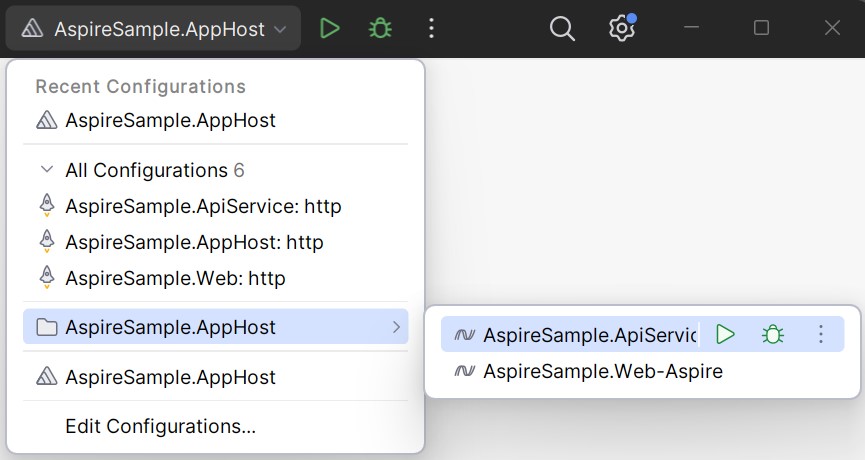 AspireSample.AppHost
Recent Configurations
AspireSample.AppHost
All Configurations 6
AspireSample.ApiService: http
AspireSample.AppHost: http
AspireSample.Web: http
AspireSample.AppHost
AspireSample.ApiServic
AspireSample.Web-Aspire
AspireSample.AppHost
Edit Configurations...